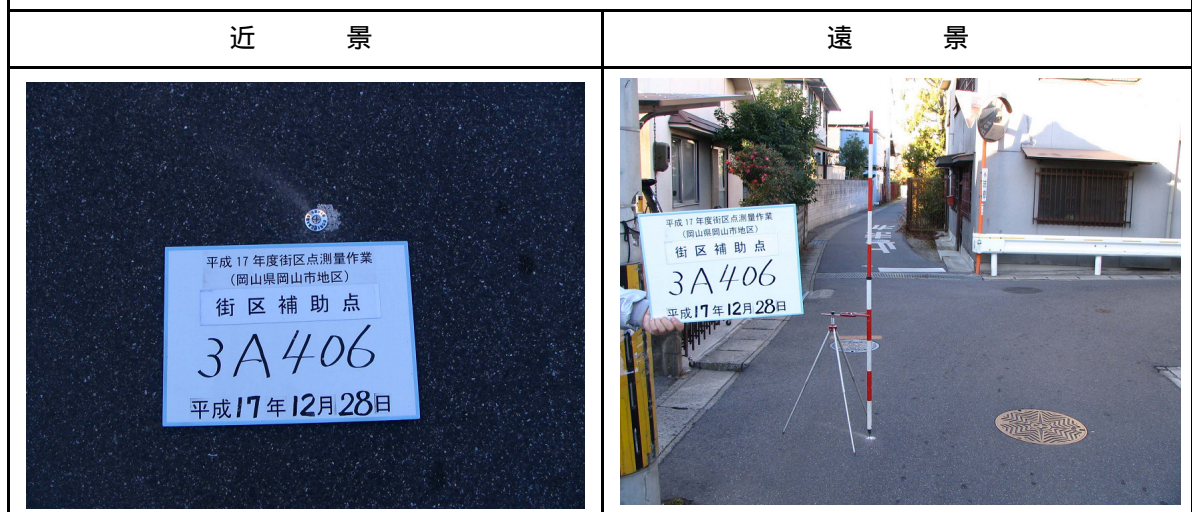 近景
遠景
平成17年度街区点測量作業
(岡山県岡山市地区)
街区補助点
3A406
平成17年12月28日
平成17年度街区点測量作業
(岡山県岡山市地区)
街区補助点
3A406
平成17年12月28日